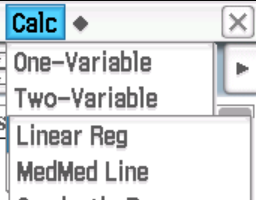 Calc
One-Variable
Two-Variable
Linear Reg
MedMed Line